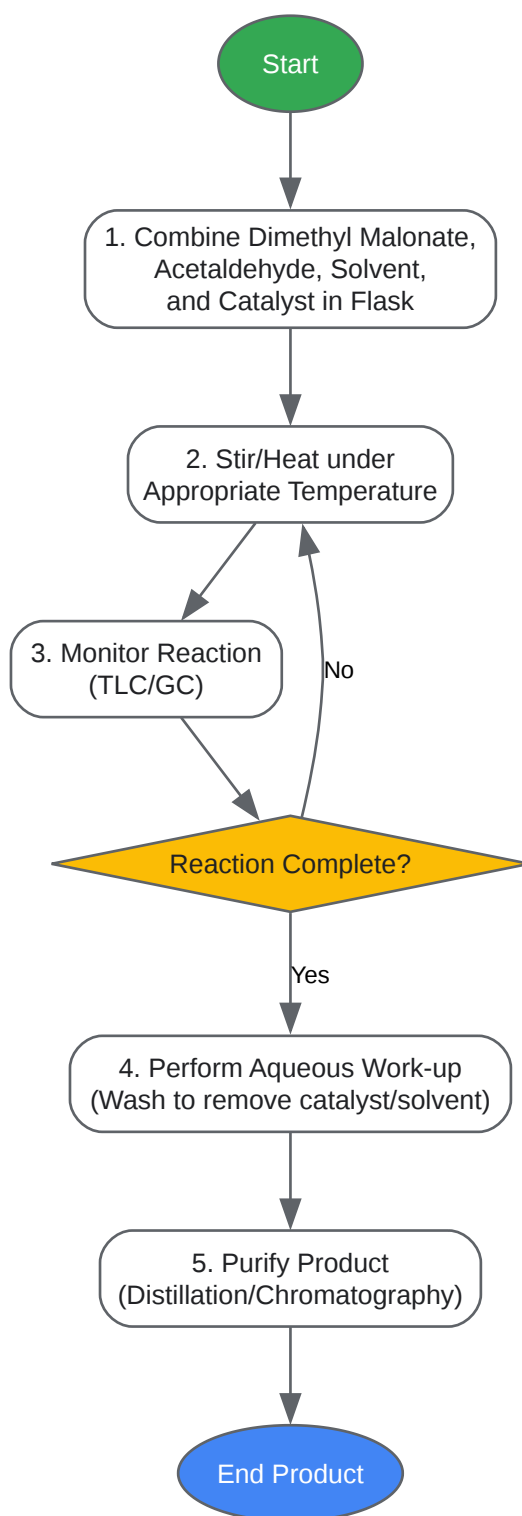 Start
1. Combine Dimethyl Malonate,
Acetaldehyde, Solvent,
and Catalyst in Flask
2. Stir/Heat under
Appropriate Temperature
3. Monitor Reaction
(TLC/GC)
No
Reaction Complete?
Yes
4. Perform Aqueous Work-up
(Wash to remove catalyst/solvent)
5. Purify Product
(Distillation/Chromatography)
End Product